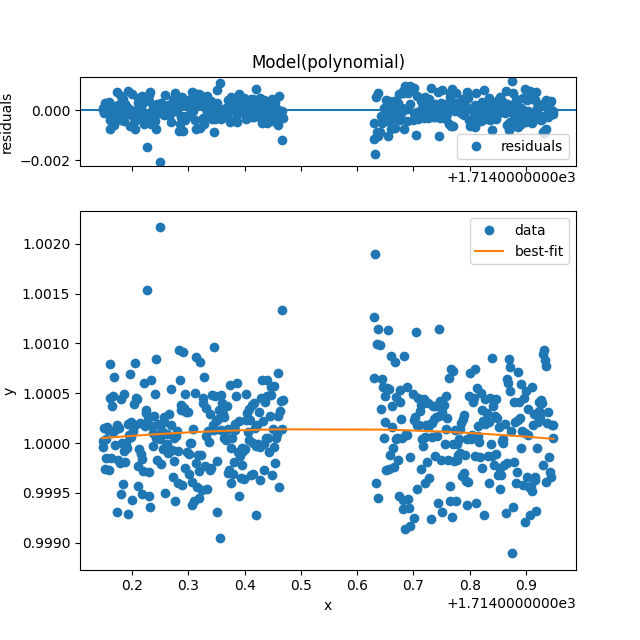 Model(polynomial)
0.000
−0.002
residuals
residuals
+1.7140000000e3
data
best-fit
1.0020
1.0015
1.0010
1.0005
1.0000
0.9995
0.9990
y
0.2 0.3 0.4 0.5 0.6 0.7 0.8 0.9
x
+1.7140000000e3